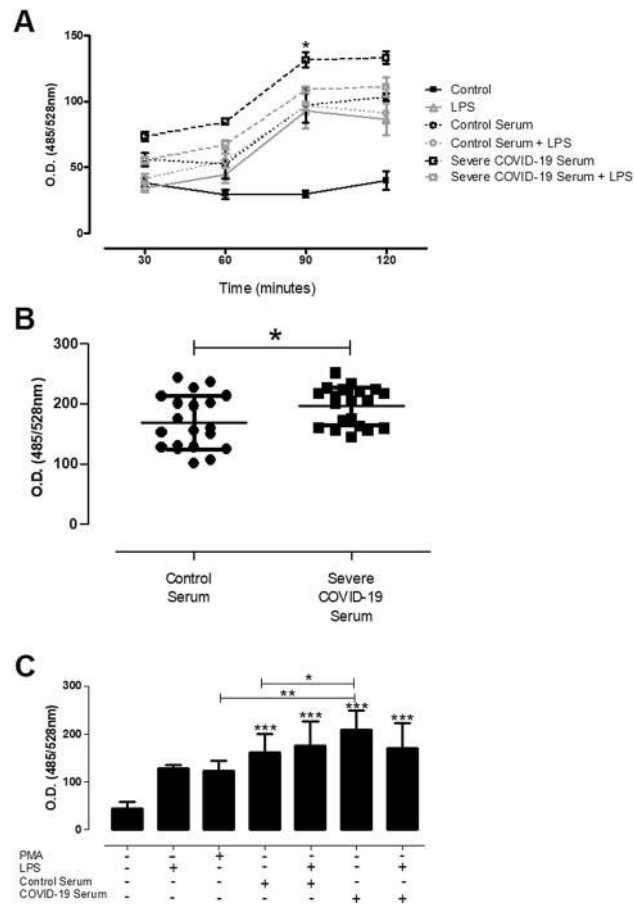 A
150
*
100
50
0
O.D. (485/528nm)
30 60 90 120
Time (minutes)
Control
LPS
Control Serum
Control Serum + LPS
Severe COVID-19 Serum
Severe COVID-19 Serum + LPS
B
*
300
200
100
0
O.D. (485/528nm)
Control
Serum
Severe
COVID-19
Serum
C
*
**
300
200
100
0
O.D. (485/528nm)
*** *** *** ***
PMA - - + - - - -
LPS - + - - + - +
Control Serum - - - + + - -
COVID-19 Serum - - - - - + +